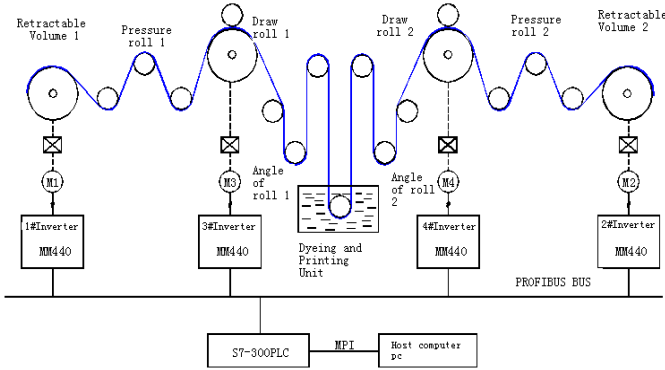 Retractable
Volume 1
Pressure
roll 1
Draw
roll 1
Draw
roll 2
Pressure
roll 2
Retractable
Volume 2
M1
M3
Angle
of
roll 1
Angle
of roll
2
M4
M2
1#Inverter
MM440
3#Inverter
MM440
Dyeing and
Printing
Unit
4#Inverter
MM440
2#Inverter
MM440
PROFIBUS BUS
S7-300PLC
MPI
Host computer
pc